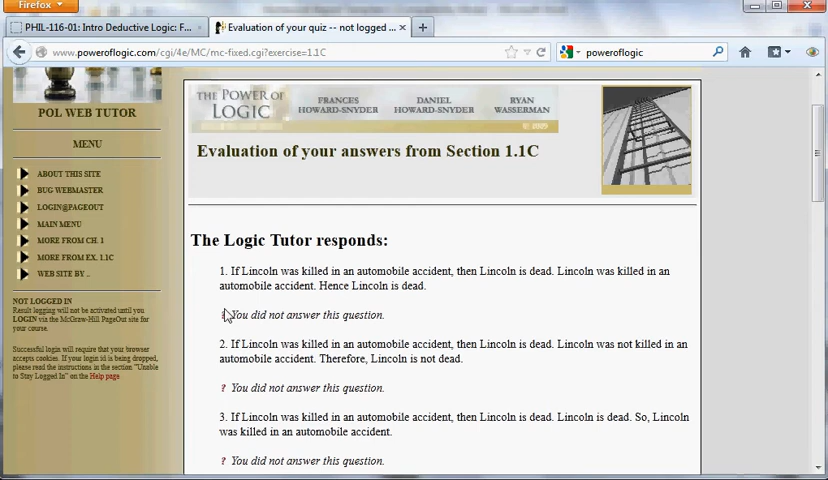 Firefox
PHIL-116-01: Intro Deductive Logic: F...
Evaluation of your quiz -- not logged ...
www.poweroflogic.com/cgi/4e/MC/mc-fixed.cgi?exercise=1.1C
poweroflogic
POL WEB TUTOR
MENU
ABOUT THIS SITE
BUG WEBMASTER
LOGIN@PAGEOUT
MAIN MENU
MORE FROM CH. 1
MORE FROM EX. 1.1C
WEB SITE BY ..
NOT LOGGED IN
Result logging will not be activated until you
LOGIN via the McGraw-Hill PageOut site for
your course.
Successful login will require that your browser
accepts cookies. If your login id is being dropped,
please read the instructions in the section "Unable
to Stay Logged In" on the Help page
THE POWER OF
LOGIC
FRANCES
HOWARD-SNYDER
DANIEL
HOWARD-SNYDER
RYAN
WASSERMAN
© 2009
Evaluation of your answers from Section 1.1C
The Logic Tutor responds:
1. If Lincoln was killed in an automobile accident, then Lincoln is dead. Lincoln was killed in an
automobile accident. Hence Lincoln is dead.
? You did not answer this question.
2. If Lincoln was killed in an automobile accident, then Lincoln is dead. Lincoln was not killed in an
automobile accident. Therefore, Lincoln is not dead.
? You did not answer this question.
3. If Lincoln was killed in an automobile accident, then Lincoln is dead. Lincoln is dead. So, Lincoln
was killed in an automobile accident.
? You did not answer this question.